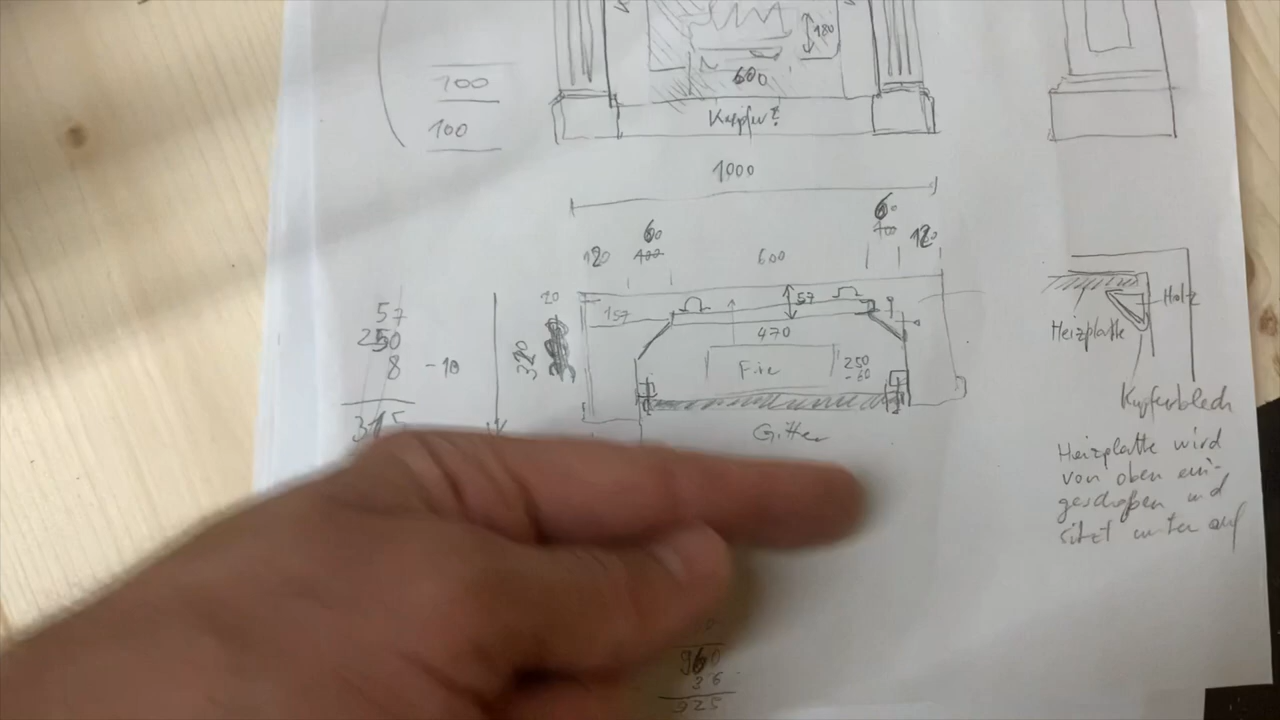 180
600
100
100
Kupfer?
1000
60
60
120
400
600
400
120
20
157
57
470
57
250
8
-10
320
Fire
250
-60
315
Gitter
Holz
Heizplatte
Kupferblech
Heizplatte wird
von oben ein-
geschoben und
sitzt unten auf
960
36
925